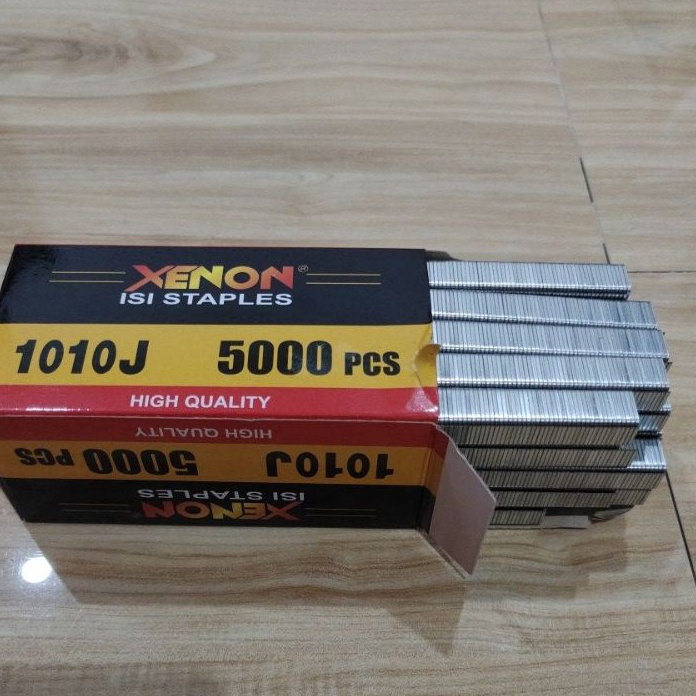 XENON®
ISI STAPLES
1010J 5000 PCS
HIGH QUALITY
HIGH QUALITY
1010J 5000 PCS
XENON
ISI STAPLES